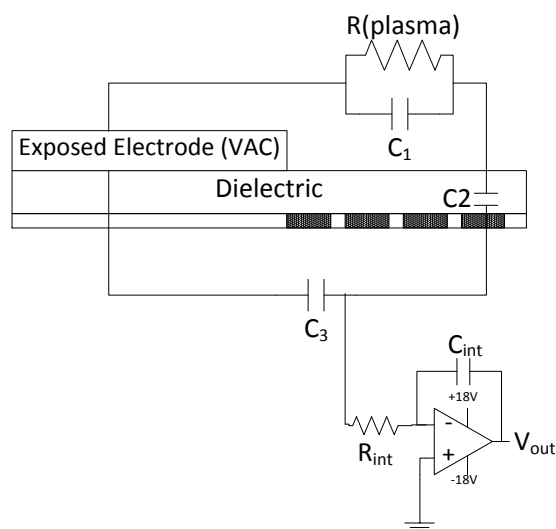 R(plasma)
C1
Exposed Electrode (VAC)
Dielectric
C2
C3
Cint
+18V
-
Rint
+
Vout
-18V